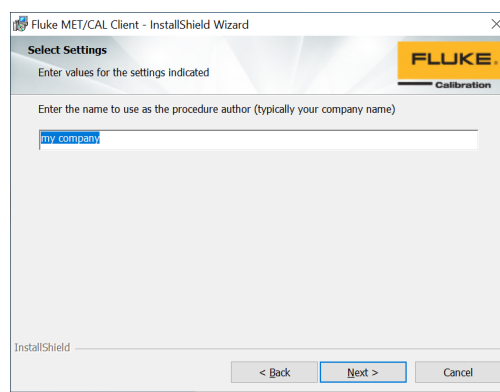 Fluke MET/CAL Client - InstallShield Wizard
Select Settings
Enter values for the settings indicated
FLUKE®
Calibration
Enter the name to use as the procedure author (typically your company name)
my company
InstallShield
< Back
Next >
Cancel